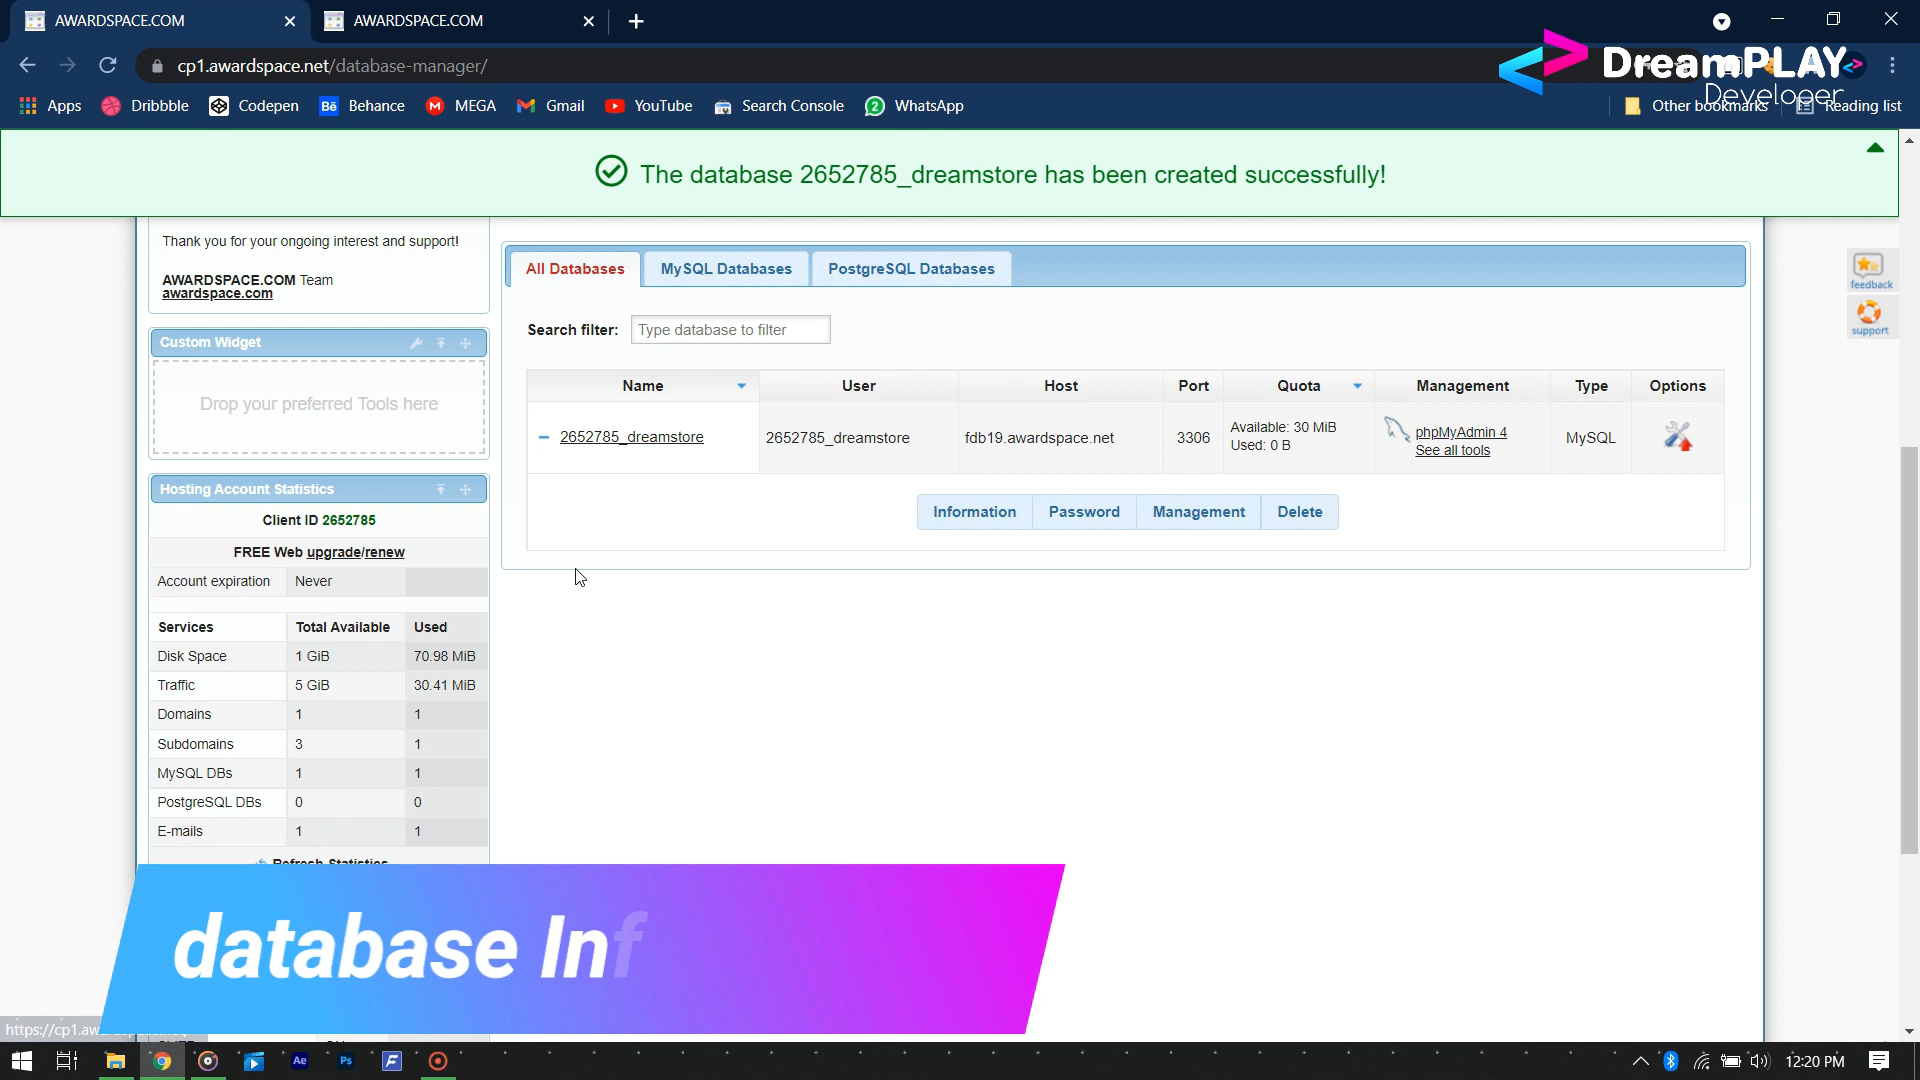 AWARDSPACE.COM
AWARDSPACE.COM
cp1.awardspace.net/database-manager/
DreamPLAY
Developer
Apps
Dribbble
Codepen
Behance
MEGA
Gmail
YouTube
Search Console
WhatsApp
Other bookmarks
Reading list
The database 2652785_dreamstore has been created successfully!
Thank you for your ongoing interest and support!
AWARDSPACE.COM Team
awardspace.com
Custom Widget
Drop your preferred Tools here
Hosting Account Statistics
Client ID 2652785
FREE Web upgrade/renew
Account expiration Never
Services Total Available Used
Disk Space 1 GiB 70.98 MiB
Traffic 5 GiB 30.41 MiB
Domains 1 1
Subdomains 3 1
MySQL DBs 1 1
PostgreSQL DBs 0 0
E-mails 1 1
Refresh Statistics
All Databases MySQL Databases PostgreSQL Databases
Search filter: Type database to filter
Name User Host Port Quota Management Type Options
2652785_dreamstore 2652785_dreamstore fdb19.awardspace.net 3306 Available: 30 MiB
Used: 0 B
phpMyAdmin 4
See all tools
MySQL
Information Password Management Delete
feedback
support
database Inf
https://cp1.aw
12:20 PM